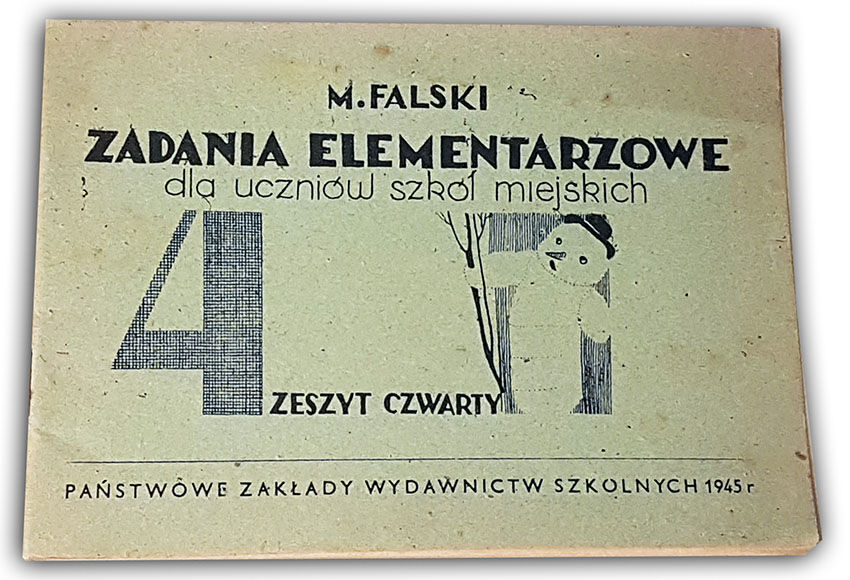 M. FALSKI
ZADANIA ELEMENTARZOWE
dla uczniów szkół miejskich
4
ZESZYT CZWARTY
PAŃSTWOWE ZAKŁADY WYDAWNICTW SZKOLNYCH 1945 r